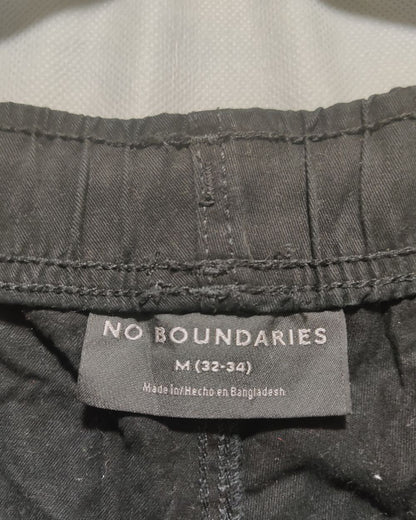 NO BOUNDARIES
M (32-34)
Made in/Hecho en Bangladesh